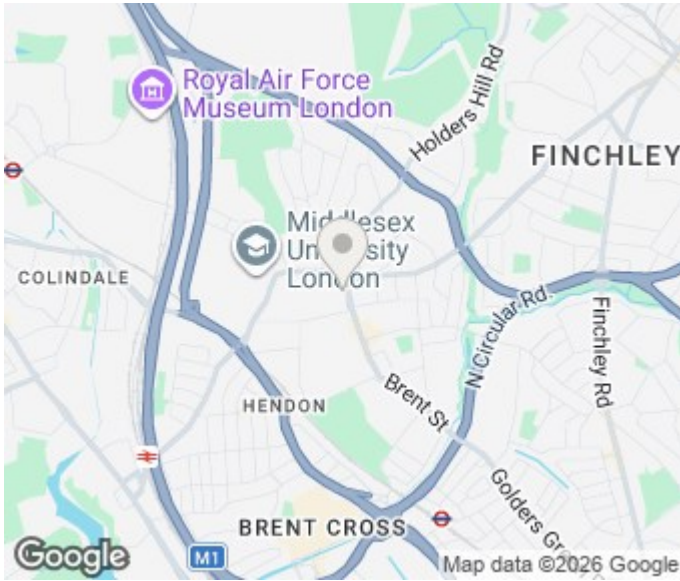 Royal Air Force
Museum London
Holders Hill Rd
FINCHLEY
Middlesex
University
London
COLINDALE
N Circular Rd.
Finchley Rd
HENDON
Brent St
Golders Gre
BRENT CROSS
M1
Google
Map data ©2026 Google